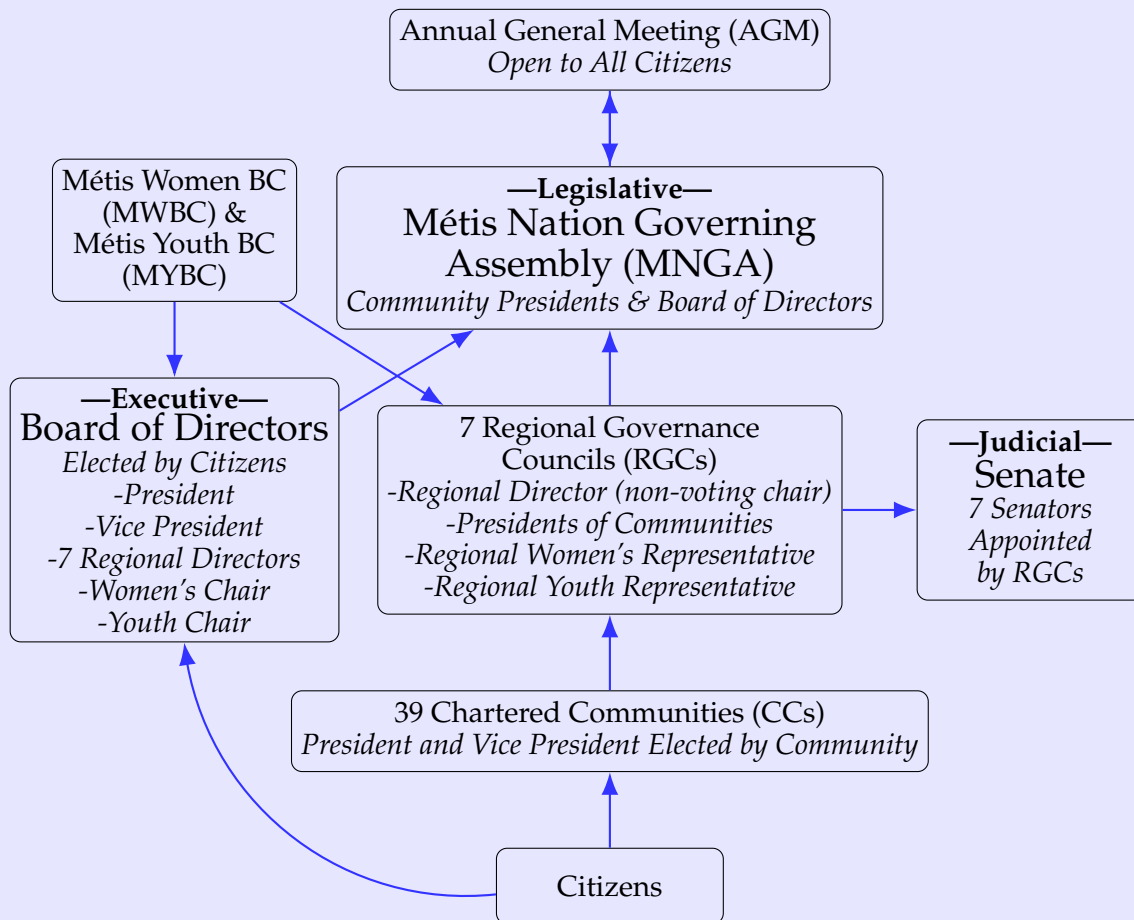 Annual General Meeting (AGM)
Open to All Citizens
Métis Women BC
(MWBC) &
Métis Youth BC
(MYBC)
—Legislative—
Métis Nation Governing
Assembly (MNGA)
Community Presidents & Board of Directors
—Executive—
Board of Directors
Elected by Citizens
-President
-Vice President
-7 Regional Directors
-Women's Chair
-Youth Chair
7 Regional Governance
Councils (RGCs)
-Regional Director (non-voting chair)
-Presidents of Communities
-Regional Women's Representative
-Regional Youth Representative
—Judicial—
Senate
7 Senators
Appointed
by RGCs
39 Chartered Communities (CCs)
President and Vice President Elected by Community
Citizens